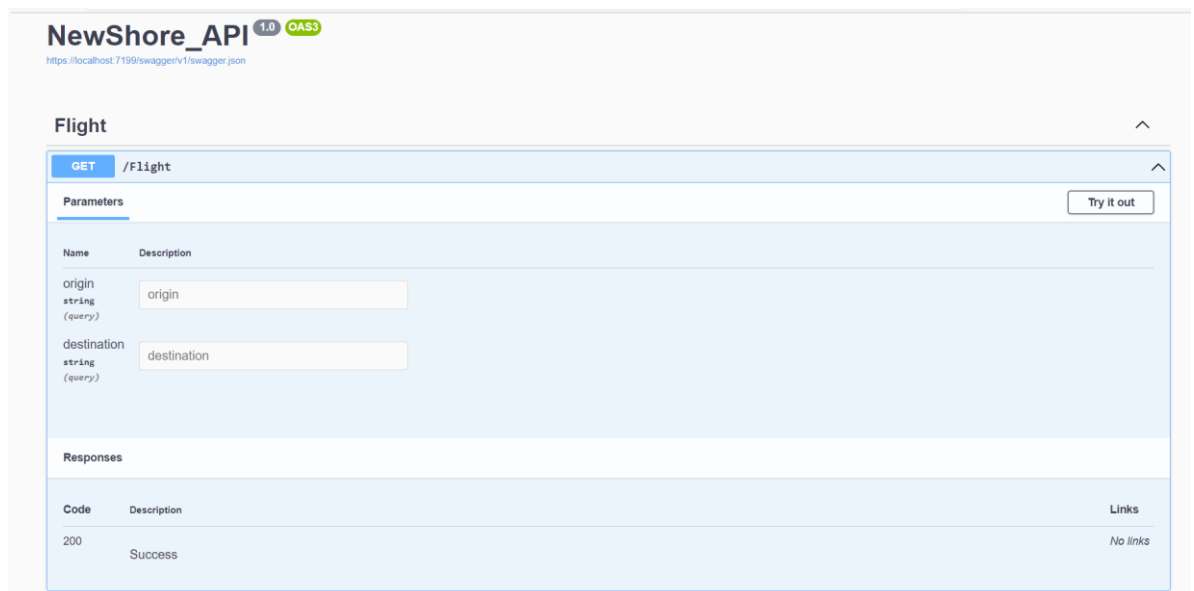 NewShore_API 1.0 OAS3
https://localhost:7199/swagger/v1/swagger.json
Flight
GET /Flight
Parameters Try it out
Name Description
origin
string
(query)
origin
destination
string
(query)
destination
Responses
Code Description Links
200 Success No links